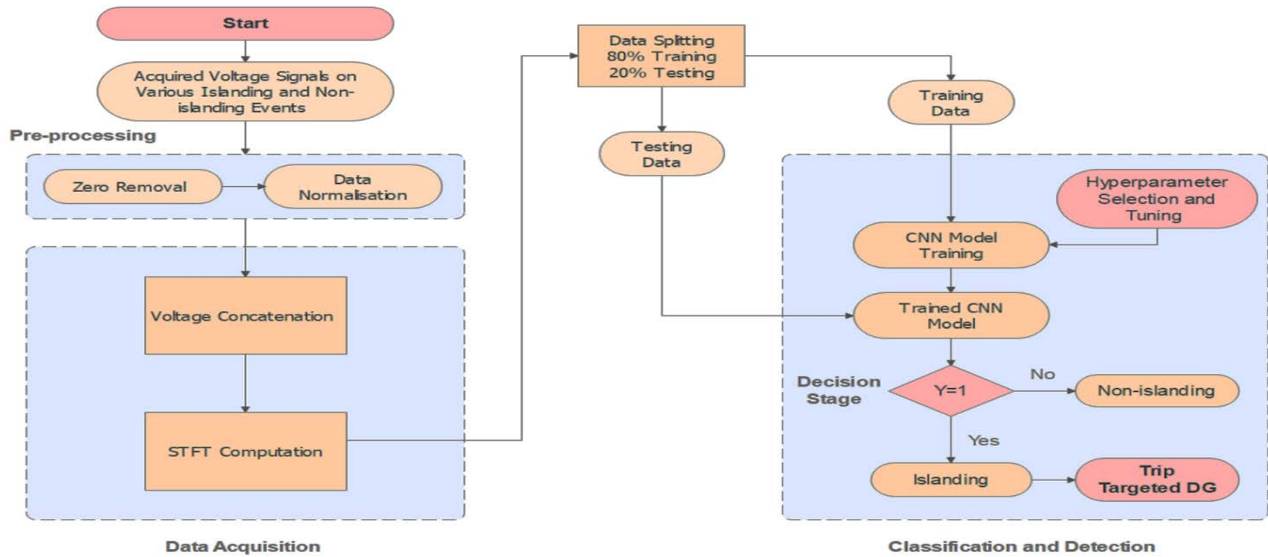 Start
Acquired Voltage Signals on
Various Islanding and Non-
islanding Events
Pre-processing
Zero Removal
Data
Normalisation
Voltage Concatenation
STFT Computation
Data Acquisition
Data Splitting
80% Training
20% Testing
Testing
Data
Training
Data
Hyperparameter
Selection and
Tuning
CNN Model
Training
Trained CNN
Model
Decision
Stage
Y=1
No
Non-islanding
Yes
Islanding
Trip
Targeted DG
Classification and Detection